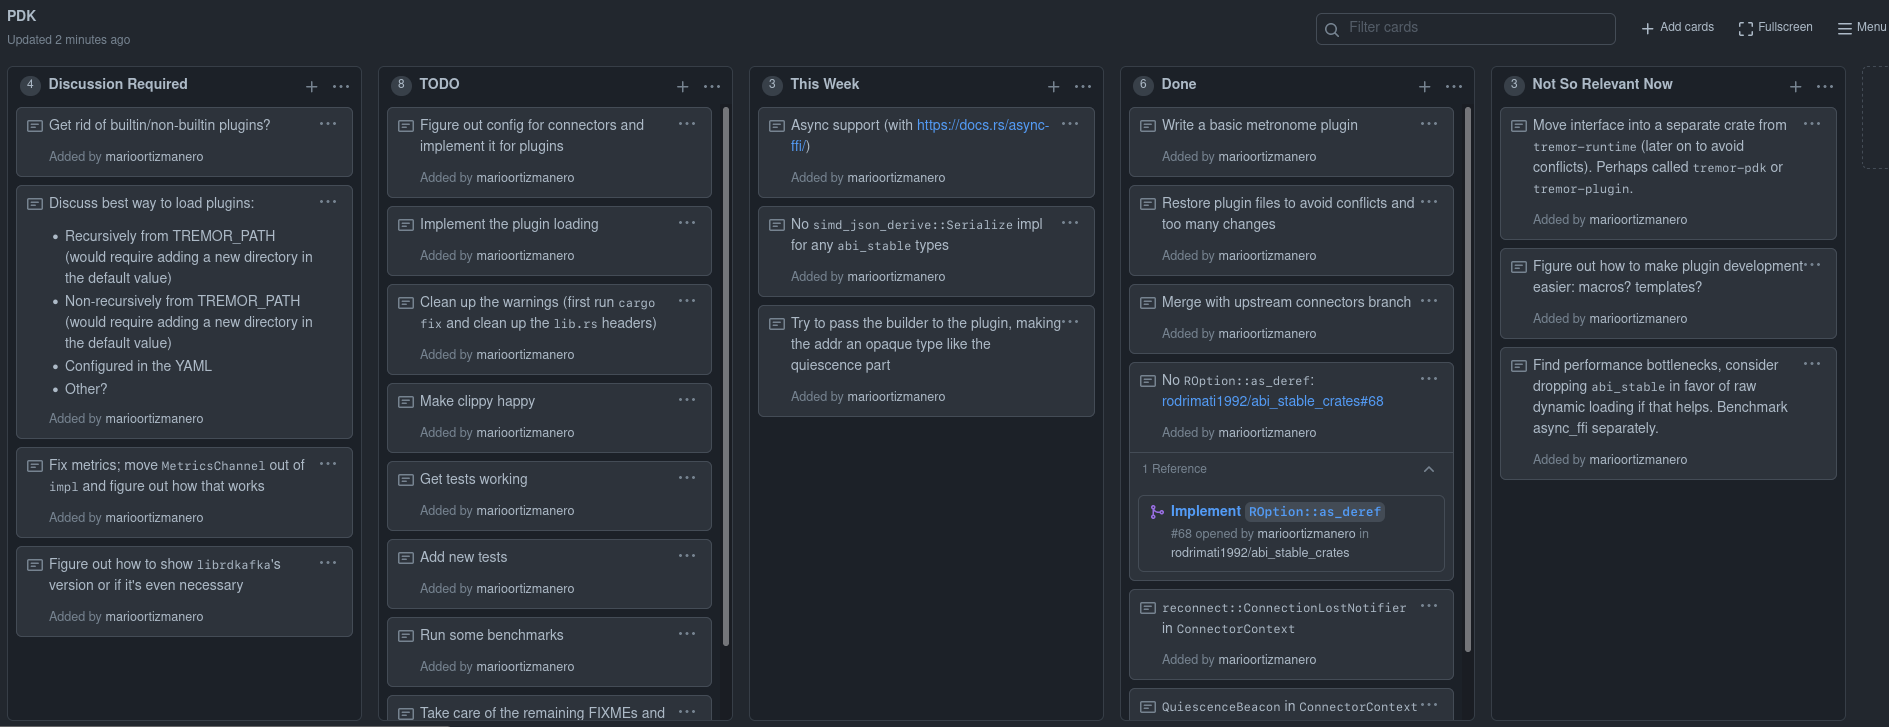 PDK
Updated 2 minutes ago
Filter cards
Add cards
Fullscreen
Menu
4 Discussion Required
Get rid of builtin/non-builtin plugins?
Added by marioortizmanero
Discuss best way to load plugins:
• Recursively from TREMOR_PATH
(would require adding a new directory in
the default value)
• Non-recursively from TREMOR_PATH
(would require adding a new directory in
the default value)
• Configured in the YAML
• Other?
Added by marioortizmanero
Fix metrics; move MetricsChannel out of
impl and figure out how that works
Added by marioortizmanero
Figure out how to show librdkafka's
version or if it's even necessary
Added by marioortizmanero
8 TODO
Figure out config for connectors and
implement it for plugins
Added by marioortizmanero
Implement the plugin loading
Added by marioortizmanero
Clean up the warnings (first run cargo
fix and clean up the lib.rs headers)
Added by marioortizmanero
Make clippy happy
Added by marioortizmanero
Get tests working
Added by marioortizmanero
Add new tests
Added by marioortizmanero
Run some benchmarks
Added by marioortizmanero
Take care of the remaining FIXMEs and
3 This Week
Async support (with https://docs.rs/async-
ffi/)
Added by marioortizmanero
No simd_json_derive::Serialize impl
for any abi_stable types
Added by marioortizmanero
Try to pass the builder to the plugin, making
the addr an opaque type like the
quiescence part
Added by marioortizmanero
6 Done
Write a basic metronome plugin
Added by marioortizmanero
Restore plugin files to avoid conflicts and
too many changes
Added by marioortizmanero
Merge with upstream connectors branch
Added by marioortizmanero
No ROption::as_deref:
rodrimati1992/abi_stable_crates#68
Added by marioortizmanero
1 Reference
Implement ROption::as_deref
#68 opened by marioortizmanero in
rodrimati1992/abi_stable_crates
reconnect::ConnectionLostNotifier
in ConnectorContext
Added by marioortizmanero
QuiescenceBeacon in ConnectorContext
3 Not So Relevant Now
Move interface into a separate crate from
tremor-runtime (later on to avoid
conflicts). Perhaps called tremor-pdk or
tremor-plugin.
Added by marioortizmanero
Figure out how to make plugin development
easier: macros? templates?
Added by marioortizmanero
Find performance bottlenecks, consider
dropping abi_stable in favor of raw
dynamic loading if that helps. Benchmark
async_ffi separately.
Added by marioortizmanero